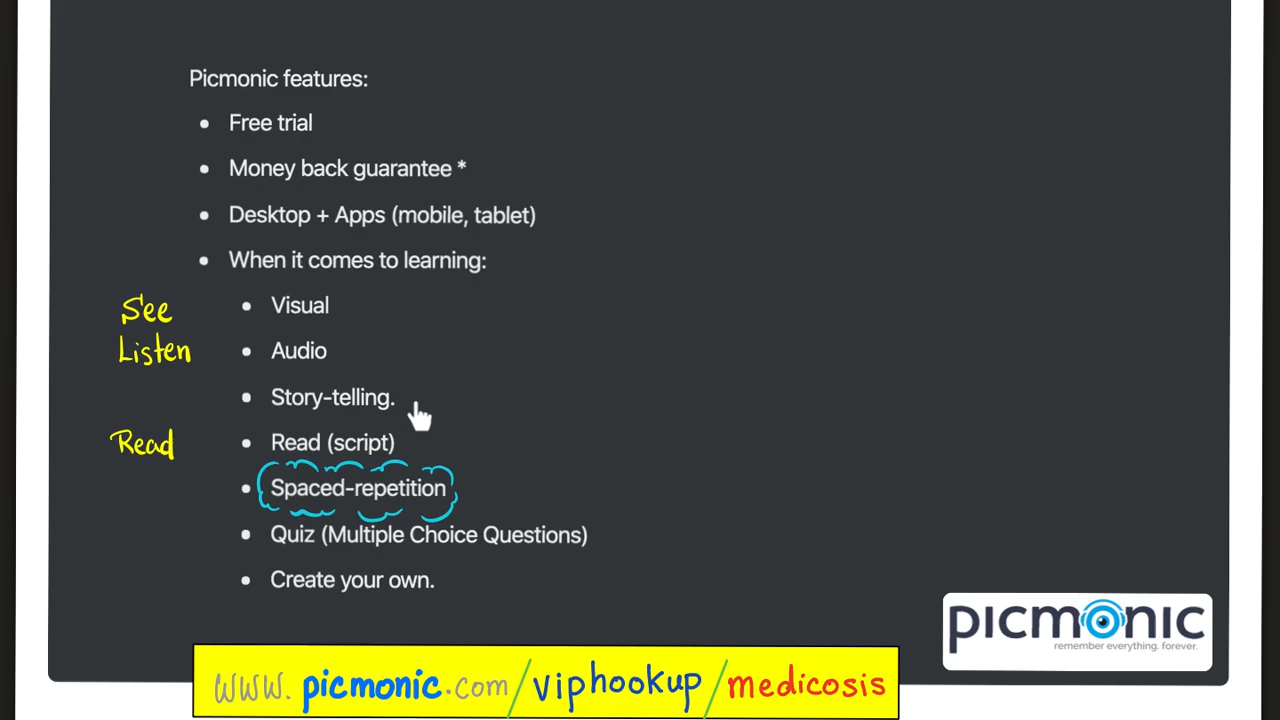 Picmonic features:
• Free trial
• Money back guarantee *
• Desktop + Apps (mobile, tablet)
• When it comes to learning:
See • Visual
Listen • Audio
• Story-telling.
Read • Read (script)
• Spaced-repetition
• Quiz (Multiple Choice Questions)
• Create your own.
picmonic
remember everything. forever.
www.picmonic.com/viphookup/medicosis